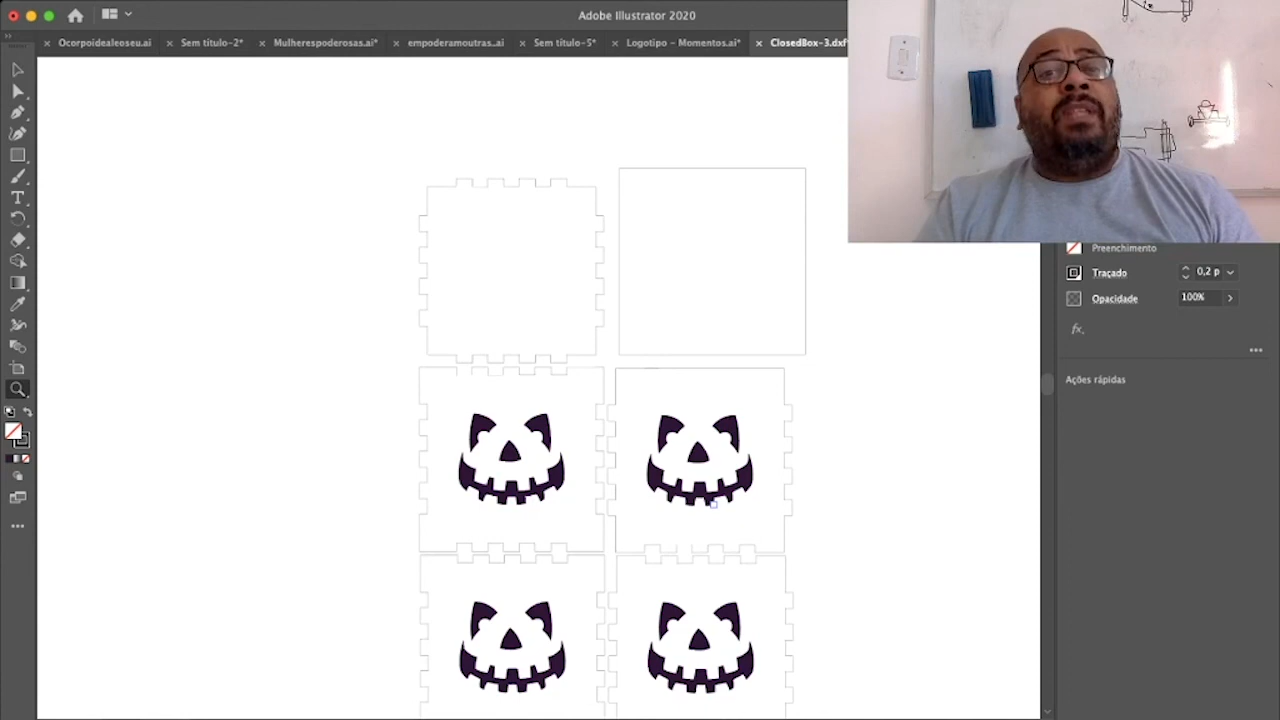 Adobe Illustrator 2020
Ocorpoidealeoseu.ai
Sem título-2*
Mulherespoderosas.ai*
empoderamoutras..ai
Sem título-5*
Logotipo – Momentos.ai*
ClosedBox-3.dxf*
Preenchimento
Traçado
0,2 p
Opacidade
100%
fx.
Ações rápidas